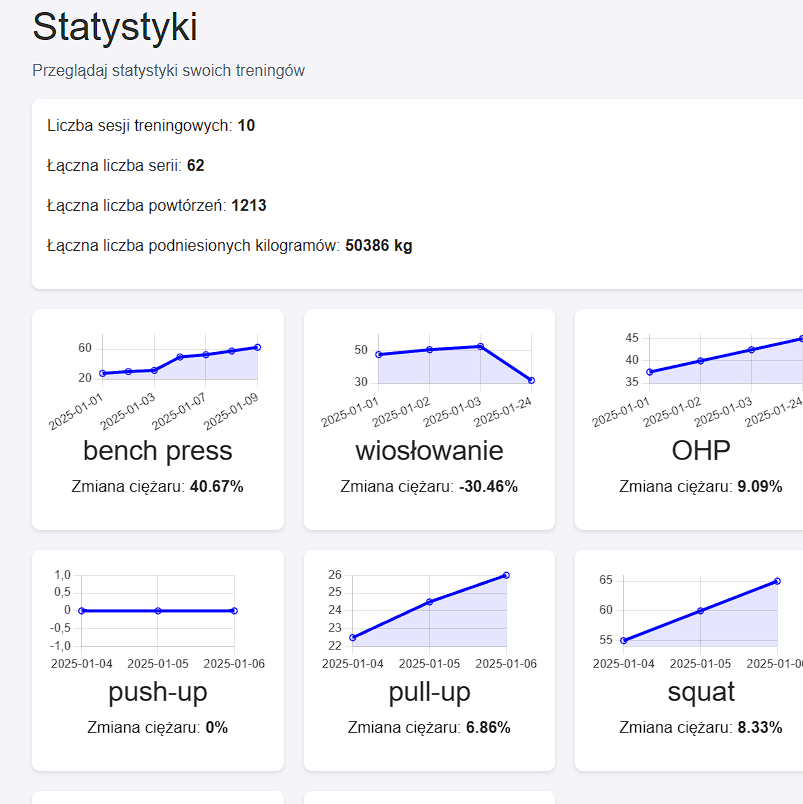 Statystyki
Przeglądaj statystyki swoich treningów
Liczba sesji treningowych: 10
Łączna liczba serii: 62
Łączna liczba powtórzeń: 1213
Łączna liczba podniesionych kilogramów: 50386 kg
60
20
2025-01-01
2025-01-03
2025-01-07
2025-01-09
bench press
Zmiana ciężaru: 40.67%
50
30
2025-01-01
2025-01-02
2025-01-03
2025-01-24
wiosłowanie
Zmiana ciężaru: -30.46%
45
40
35
2025-01-01
2025-01-02
2025-01-03
2025-01-24
OHP
Zmiana ciężaru: 9.09%
1,0
0,5
0
-0,5
-1,0
2025-01-04 2025-01-05 2025-01-06
push-up
Zmiana ciężaru: 0%
26
25
24
23
22
2025-01-04 2025-01-05 2025-01-06
pull-up
Zmiana ciężaru: 6.86%
65
60
55
2025-01-04 2025-01-05
squat
Zmiana ciężaru: 8.33%